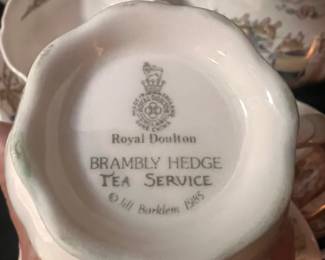 Royal Doulton
BRAMBLY HEDGE
TEA SERVICE
© Jill Barklem 1985